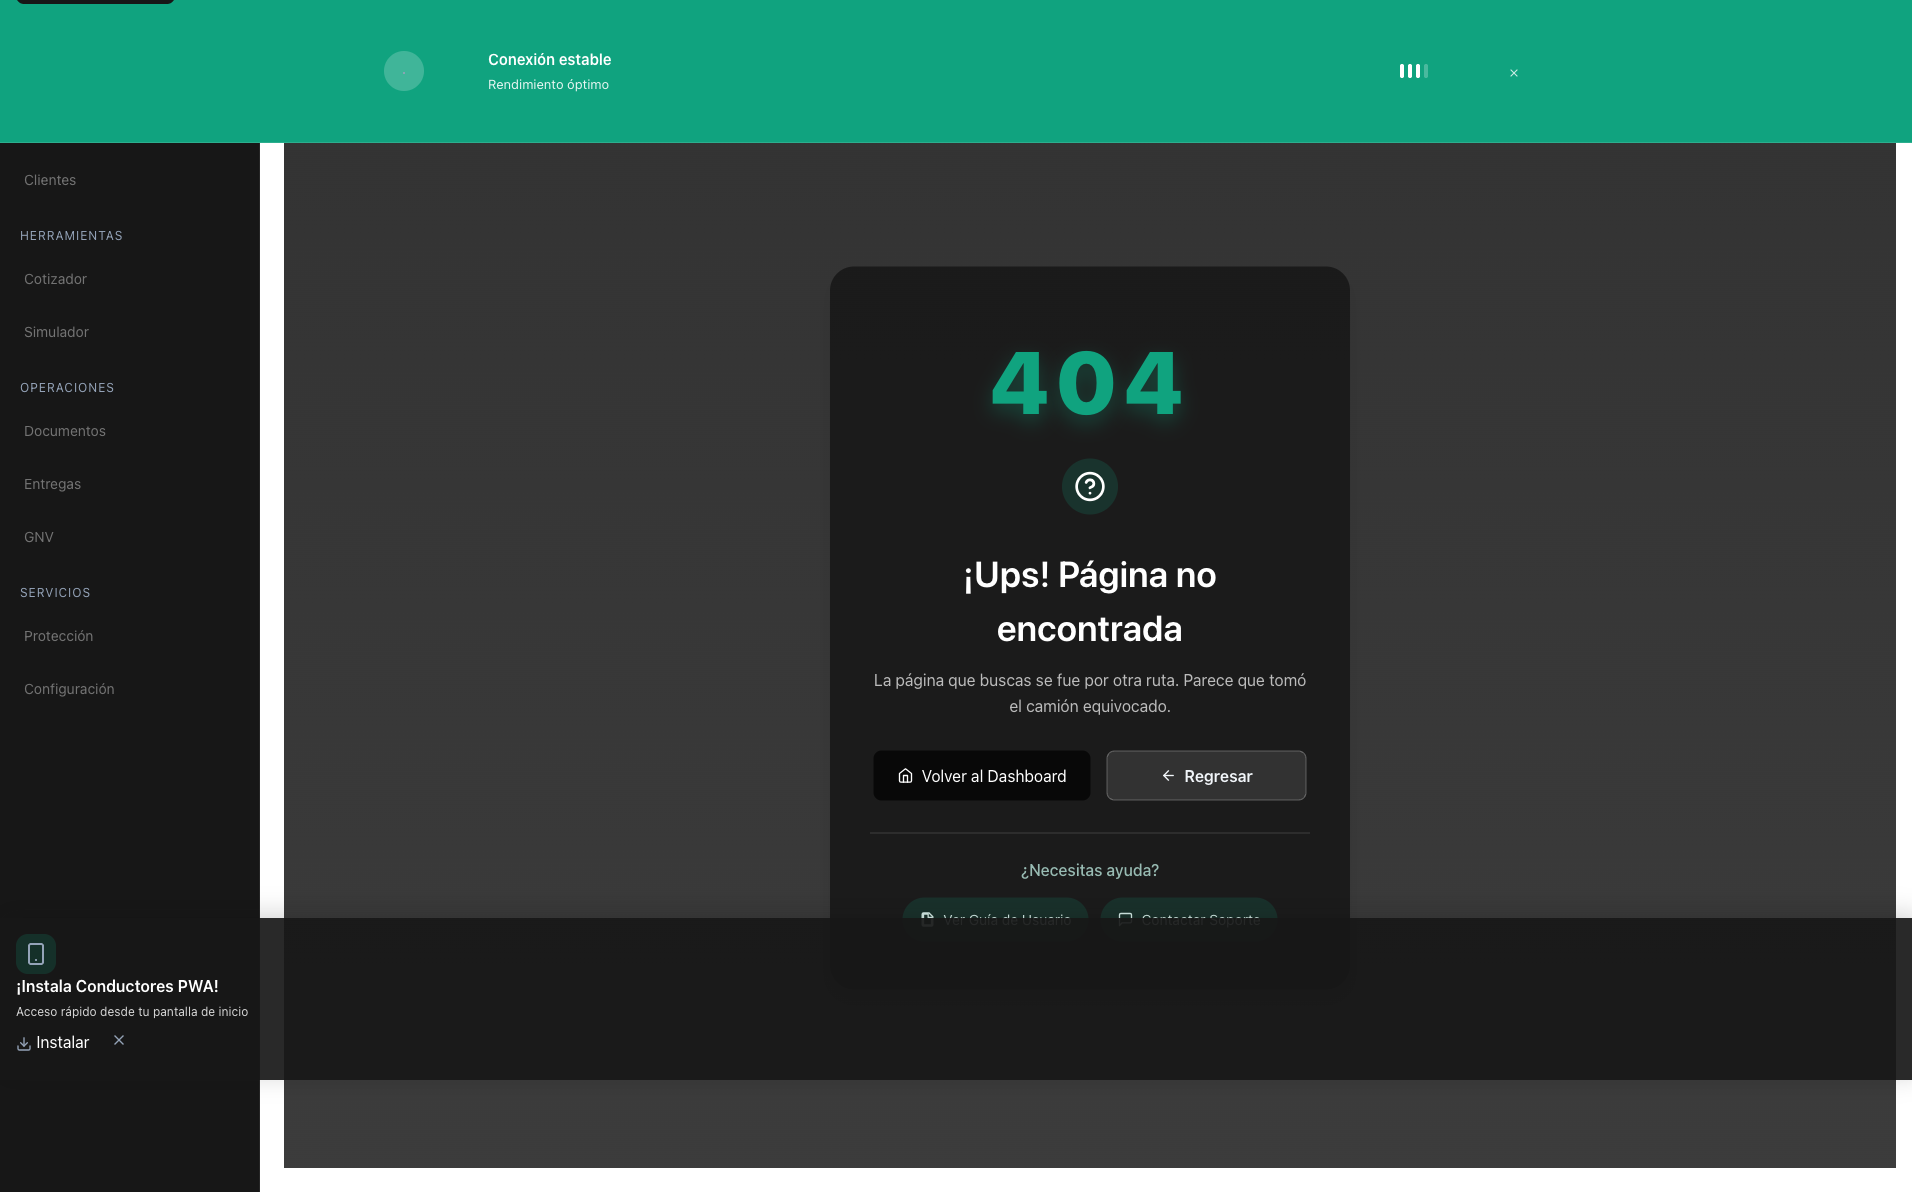 Conexión estable
Rendimiento óptimo
Clientes
HERRAMIENTAS
Cotizador
Simulador
OPERACIONES
Documentos
Entregas
GNV
SERVICIOS
Protección
Configuración
404
¡Ups! Página no
encontrada
La página que buscas se fue por otra ruta. Parece que tomó
el camión equivocado.
Volver al Dashboard
Regresar
¿Necesitas ayuda?
Ver Guía de Usuario
Contactar Soporte
¡Instala Conductores PWA!
Acceso rápido desde tu pantalla de inicio
Instalar